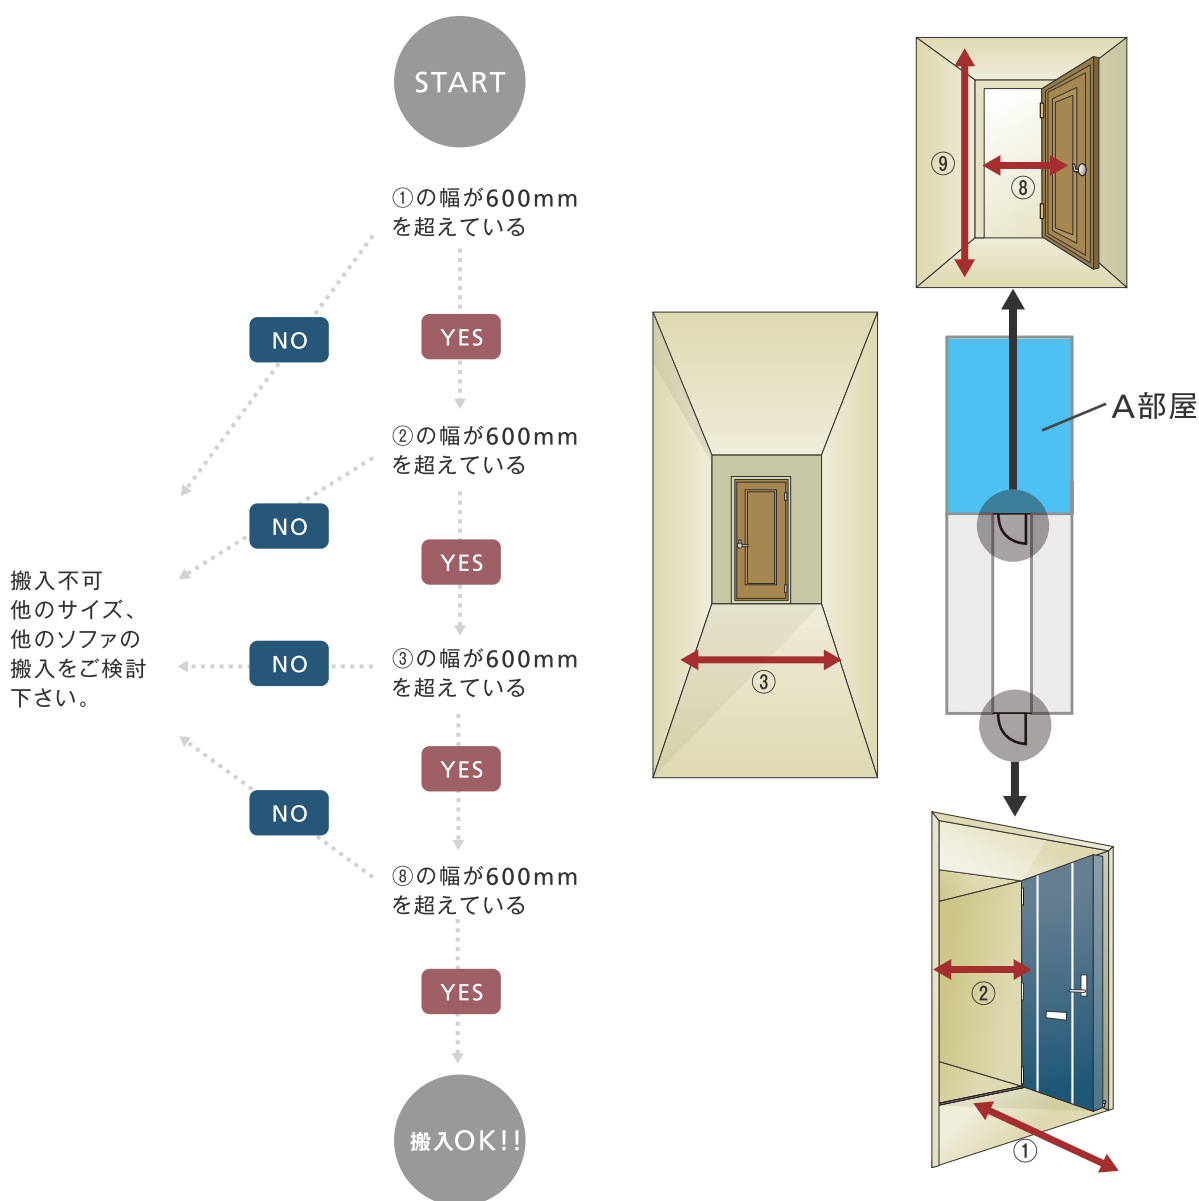 START
①の幅が600mm
を超えている
NO
YES
②の幅が600mm
を超えている
NO
YES
搬入不可
他のサイズ、
他のソファの
搬入をご検討
下さい。
③の幅が600mm
を超えている
NO
YES
⑧の幅が600mm
を超えている
NO
YES
搬入OK!!
③
⑨
⑧
A部屋
②
①